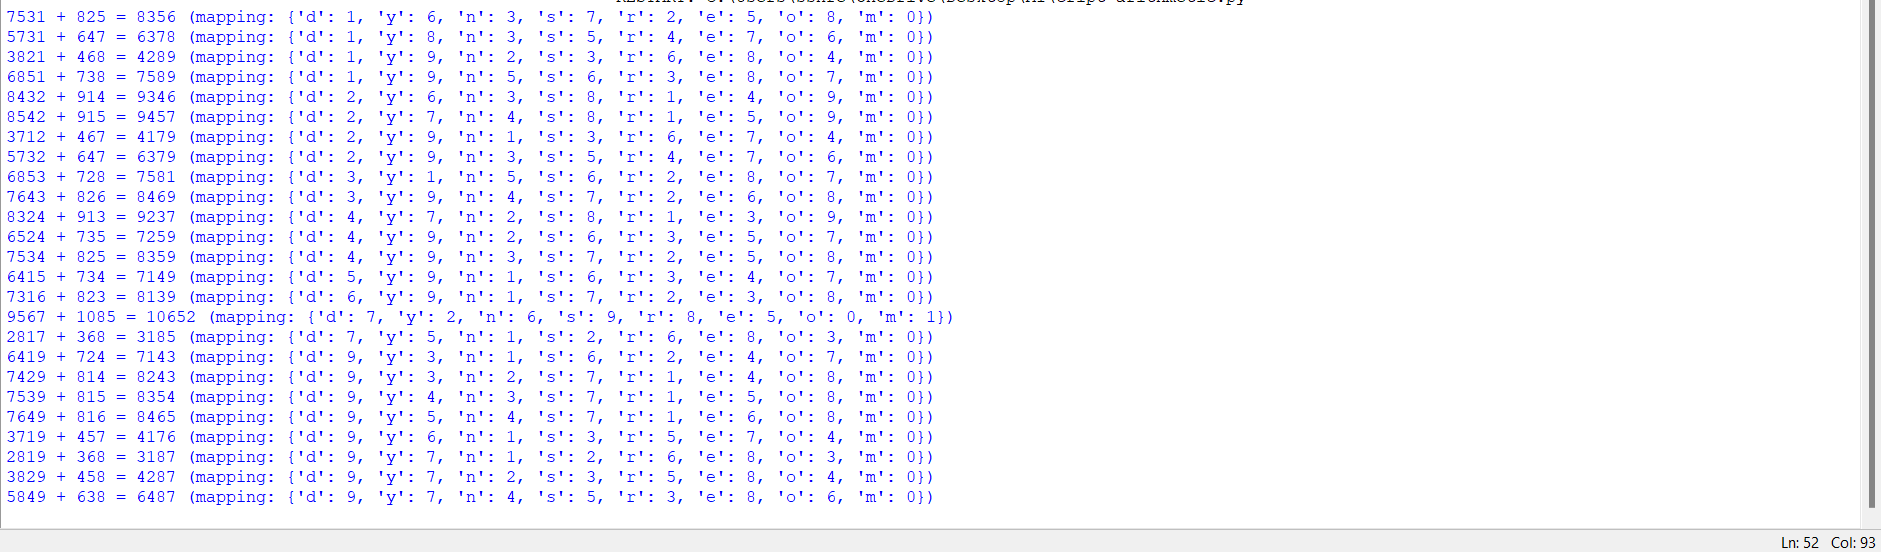 7531 + 825 = 8356 (mapping: {'d': 1, 'y': 6, 'n': 3, 's': 7, 'r': 2, 'e': 5, 'o': 8, 'm': 0})
5731 + 647 = 6378 (mapping: {'d': 1, 'y': 8, 'n': 3, 's': 5, 'r': 4, 'e': 7, 'o': 6, 'm': 0})
3821 + 468 = 4289 (mapping: {'d': 1, 'y': 9, 'n': 2, 's': 3, 'r': 6, 'e': 8, 'o': 4, 'm': 0})
6851 + 738 = 7589 (mapping: {'d': 1, 'y': 9, 'n': 5, 's': 6, 'r': 3, 'e': 8, 'o': 7, 'm': 0})
8432 + 914 = 9346 (mapping: {'d': 2, 'y': 6, 'n': 3, 's': 8, 'r': 1, 'e': 4, 'o': 9, 'm': 0})
8542 + 915 = 9457 (mapping: {'d': 2, 'y': 7, 'n': 4, 's': 8, 'r': 1, 'e': 5, 'o': 9, 'm': 0})
3712 + 467 = 4179 (mapping: {'d': 2, 'y': 9, 'n': 1, 's': 3, 'r': 6, 'e': 7, 'o': 4, 'm': 0})
5732 + 647 = 6379 (mapping: {'d': 2, 'y': 9, 'n': 3, 's': 5, 'r': 4, 'e': 7, 'o': 6, 'm': 0})
6853 + 728 = 7581 (mapping: {'d': 3, 'y': 1, 'n': 5, 's': 6, 'r': 2, 'e': 8, 'o': 7, 'm': 0})
7643 + 826 = 8469 (mapping: {'d': 3, 'y': 9, 'n': 4, 's': 7, 'r': 2, 'e': 6, 'o': 8, 'm': 0})
8324 + 913 = 9237 (mapping: {'d': 4, 'y': 7, 'n': 2, 's': 8, 'r': 1, 'e': 3, 'o': 9, 'm': 0})
6524 + 735 = 7259 (mapping: {'d': 4, 'y': 9, 'n': 2, 's': 6, 'r': 3, 'e': 5, 'o': 7, 'm': 0})
7534 + 825 = 8359 (mapping: {'d': 4, 'y': 9, 'n': 3, 's': 7, 'r': 2, 'e': 5, 'o': 8, 'm': 0})
6415 + 734 = 7149 (mapping: {'d': 5, 'y': 9, 'n': 1, 's': 6, 'r': 3, 'e': 4, 'o': 7, 'm': 0})
7316 + 823 = 8139 (mapping: {'d': 6, 'y': 9, 'n': 1, 's': 7, 'r': 2, 'e': 3, 'o': 8, 'm': 0})
9567 + 1085 = 10652 (mapping: {'d': 7, 'y': 2, 'n': 6, 's': 9, 'r': 8, 'e': 5, 'o': 0, 'm': 1})
2817 + 368 = 3185 (mapping: {'d': 7, 'y': 5, 'n': 1, 's': 2, 'r': 6, 'e': 8, 'o': 3, 'm': 0})
6419 + 724 = 7143 (mapping: {'d': 9, 'y': 3, 'n': 1, 's': 6, 'r': 2, 'e': 4, 'o': 7, 'm': 0})
7429 + 814 = 8243 (mapping: {'d': 9, 'y': 3, 'n': 2, 's': 7, 'r': 1, 'e': 4, 'o': 8, 'm': 0})
7539 + 815 = 8354 (mapping: {'d': 9, 'y': 4, 'n': 3, 's': 7, 'r': 1, 'e': 5, 'o': 8, 'm': 0})
7649 + 816 = 8465 (mapping: {'d': 9, 'y': 5, 'n': 4, 's': 7, 'r': 1, 'e': 6, 'o': 8, 'm': 0})
3719 + 457 = 4176 (mapping: {'d': 9, 'y': 6, 'n': 1, 's': 3, 'r': 5, 'e': 7, 'o': 4, 'm': 0})
2819 + 368 = 3187 (mapping: {'d': 9, 'y': 7, 'n': 1, 's': 2, 'r': 6, 'e': 8, 'o': 3, 'm': 0})
3829 + 458 = 4287 (mapping: {'d': 9, 'y': 7, 'n': 2, 's': 3, 'r': 5, 'e': 8, 'o': 4, 'm': 0})
5849 + 638 = 6487 (mapping: {'d': 9, 'y': 7, 'n': 4, 's': 5, 'r': 3, 'e': 8, 'o': 6, 'm': 0})
Ln: 52 Col: 93